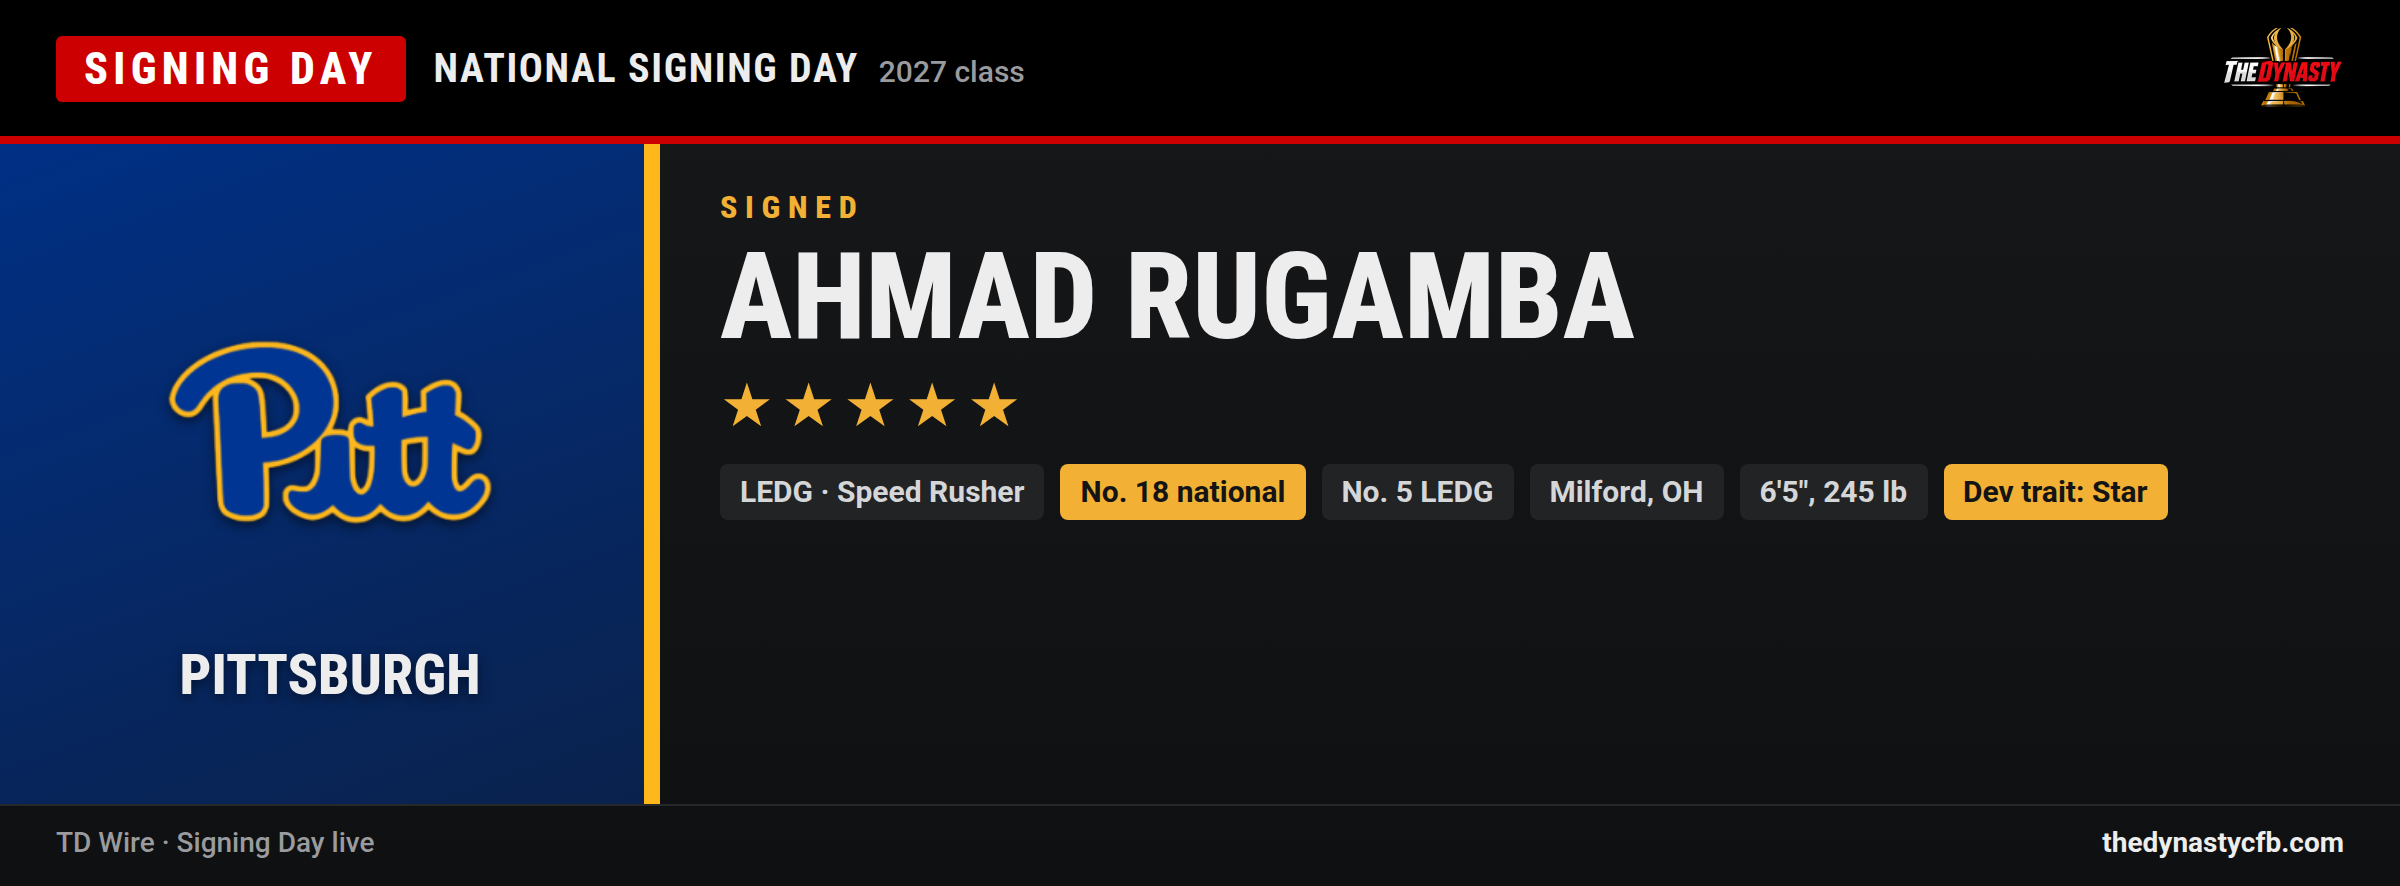 SIGNING DAY NATIONAL SIGNING DAY 2027 class
THE DYNASTY
Pitt
PITTSBURGH
SIGNED
AHMAD RUGAMBA
★★★★★
LEDG · Speed Rusher No. 18 national No. 5 LEDG Milford, OH 6'5", 245 lb Dev trait: Star
TD Wire · Signing Day live
thedynastycfb.com